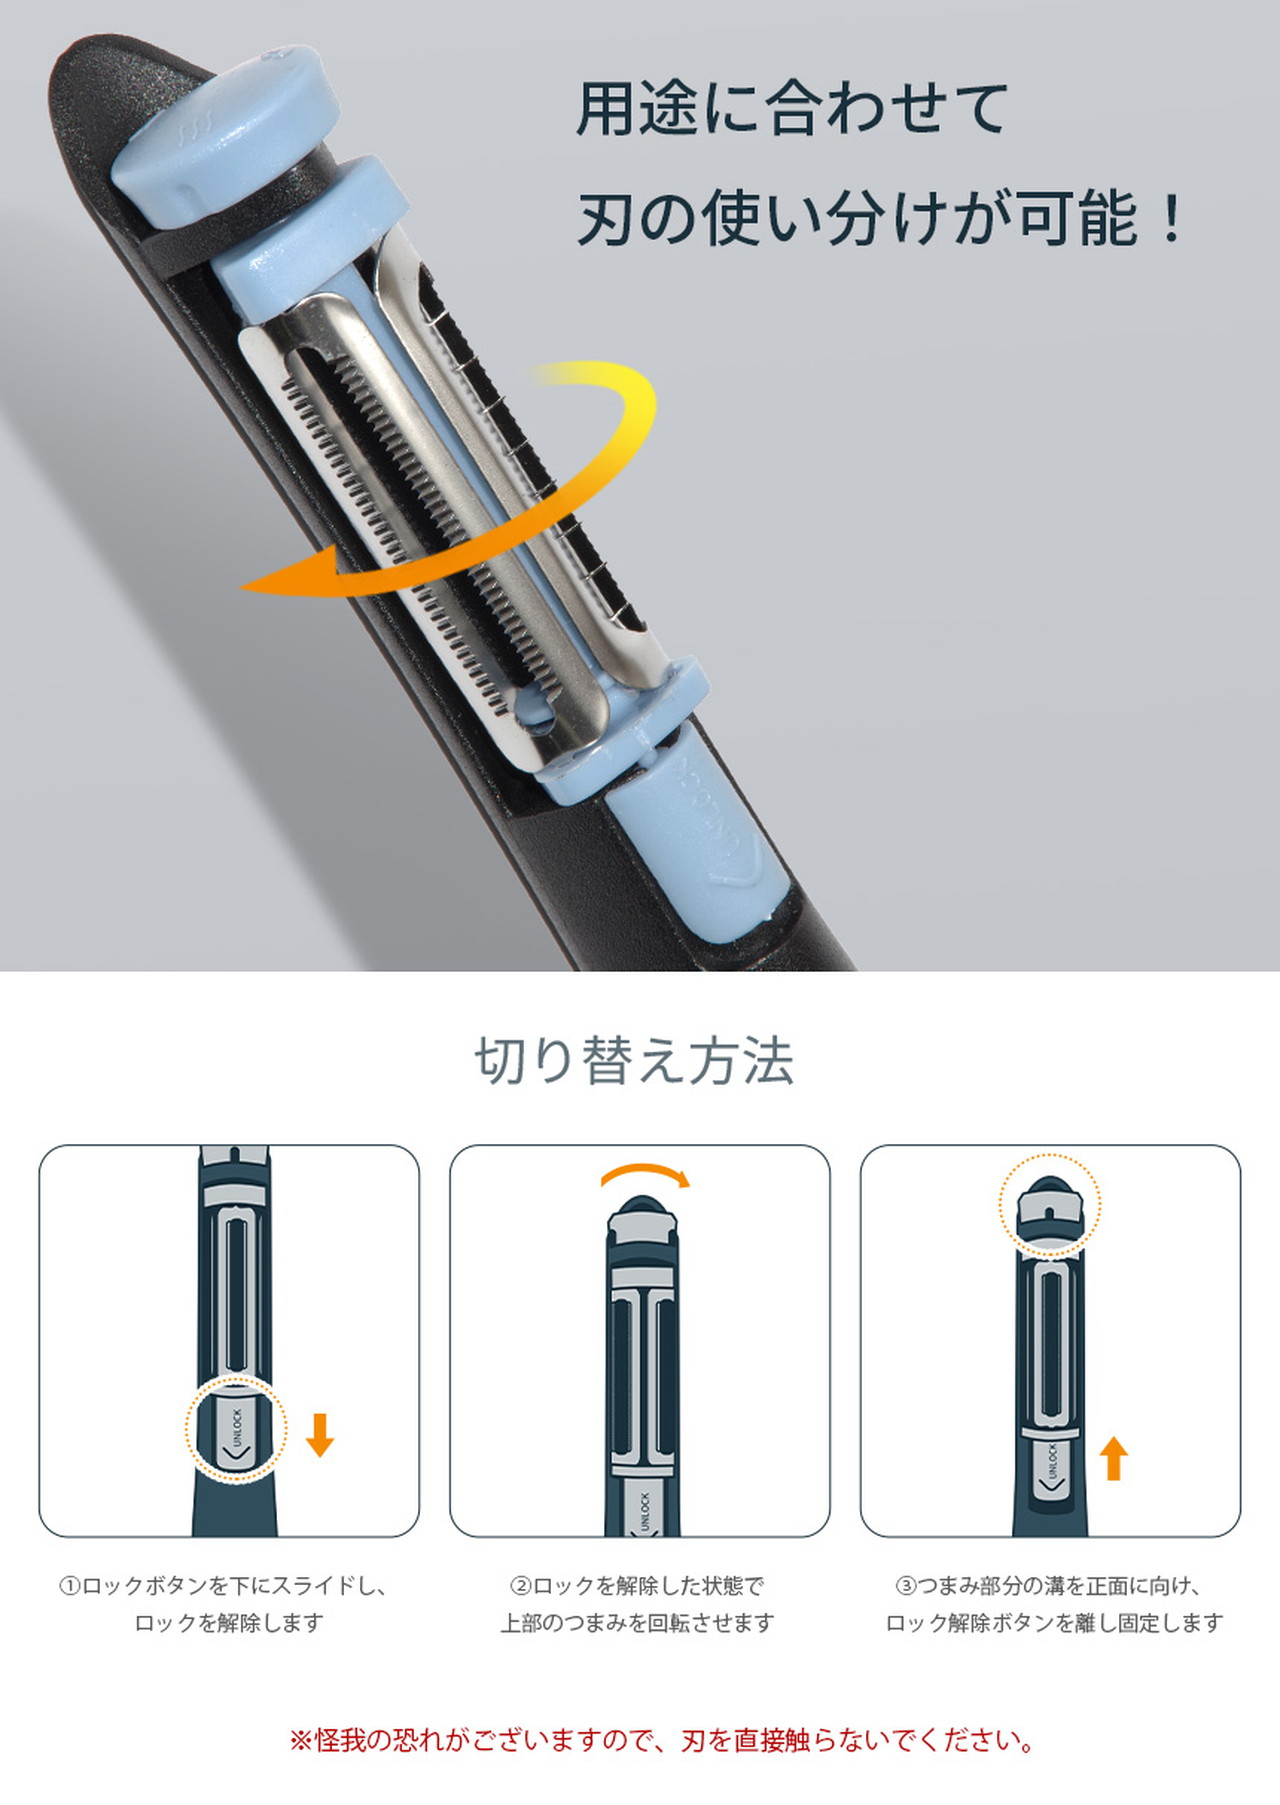 用途に合わせて
刃の使い分けが可能！
UNLOCK
切り替え方法
UNLOCK
UNLOCK
UNLOCK
①ロックボタンを下にスライドし、
ロックを解除します
②ロックを解除した状態で
上部のつまみを回転させます
③つまみ部分の溝を正面に向け、
ロック解除ボタンを離し固定します
※怪我の恐れがございますので、刃を直接触らないでください。